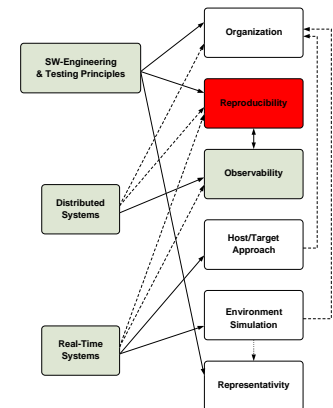 Organization
SW-Engineering
& Testing Principles
Reproducibility
Observability
Distributed
Systems
Host/Target
Approach
Environment
Simulation
Real-Time
Systems
Representativity